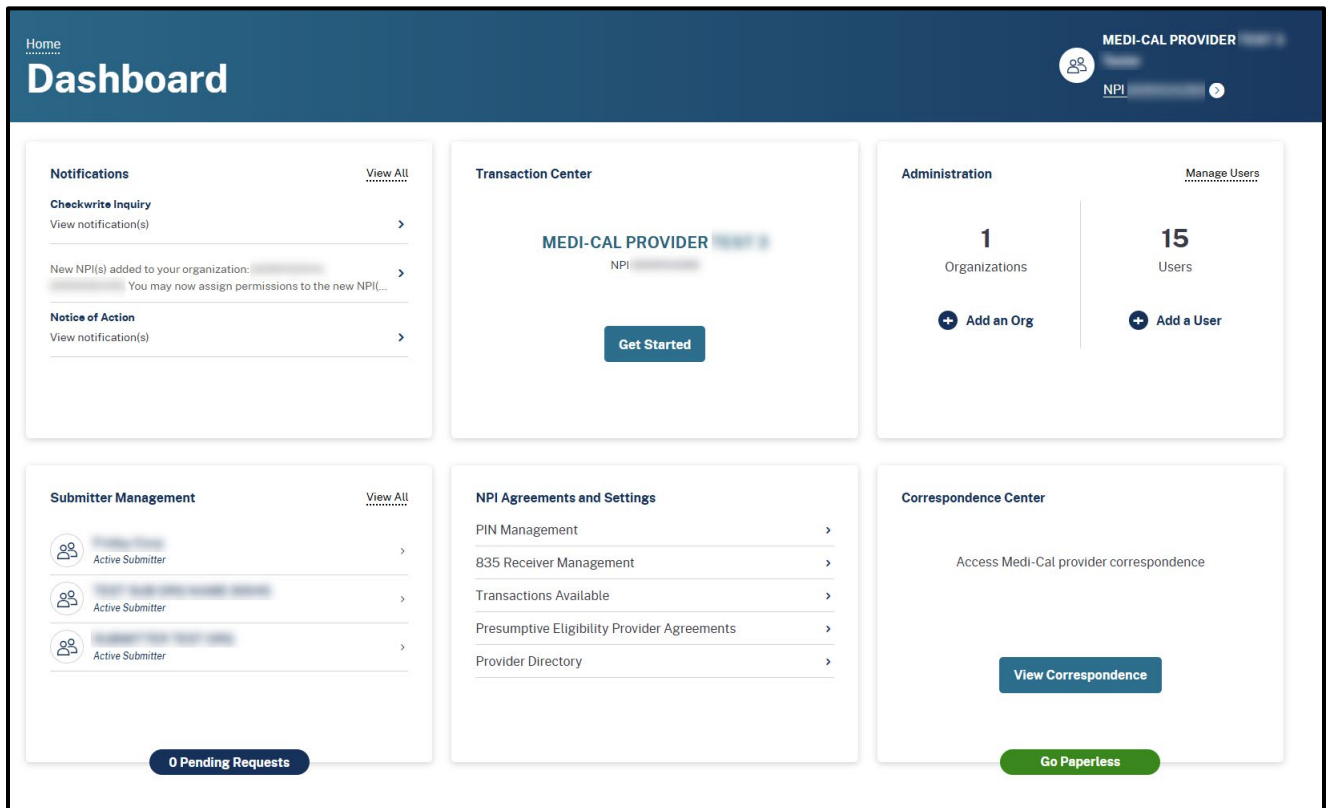 Home
Dashboard
MEDI-CAL PROVIDER
NPI
Notifications
View All
Checkwrite Inquiry
View notification(s)
New NPI(s) added to your organization:
You may now assign permissions to the new NPI(...
Notice of Action
View notification(s)
Transaction Center
MEDI-CAL PROVIDER
NPI
Get Started
Administration
Manage Users
1
Organizations
Add an Org
15
Users
Add a User
Submitter Management
View All
Active Submitter
Active Submitter
Active Submitter
0 Pending Requests
NPI Agreements and Settings
PIN Management
835 Receiver Management
Transactions Available
Presumptive Eligibility Provider Agreements
Provider Directory
Correspondence Center
Access Medi-Cal provider correspondence
View Correspondence
Go Paperless